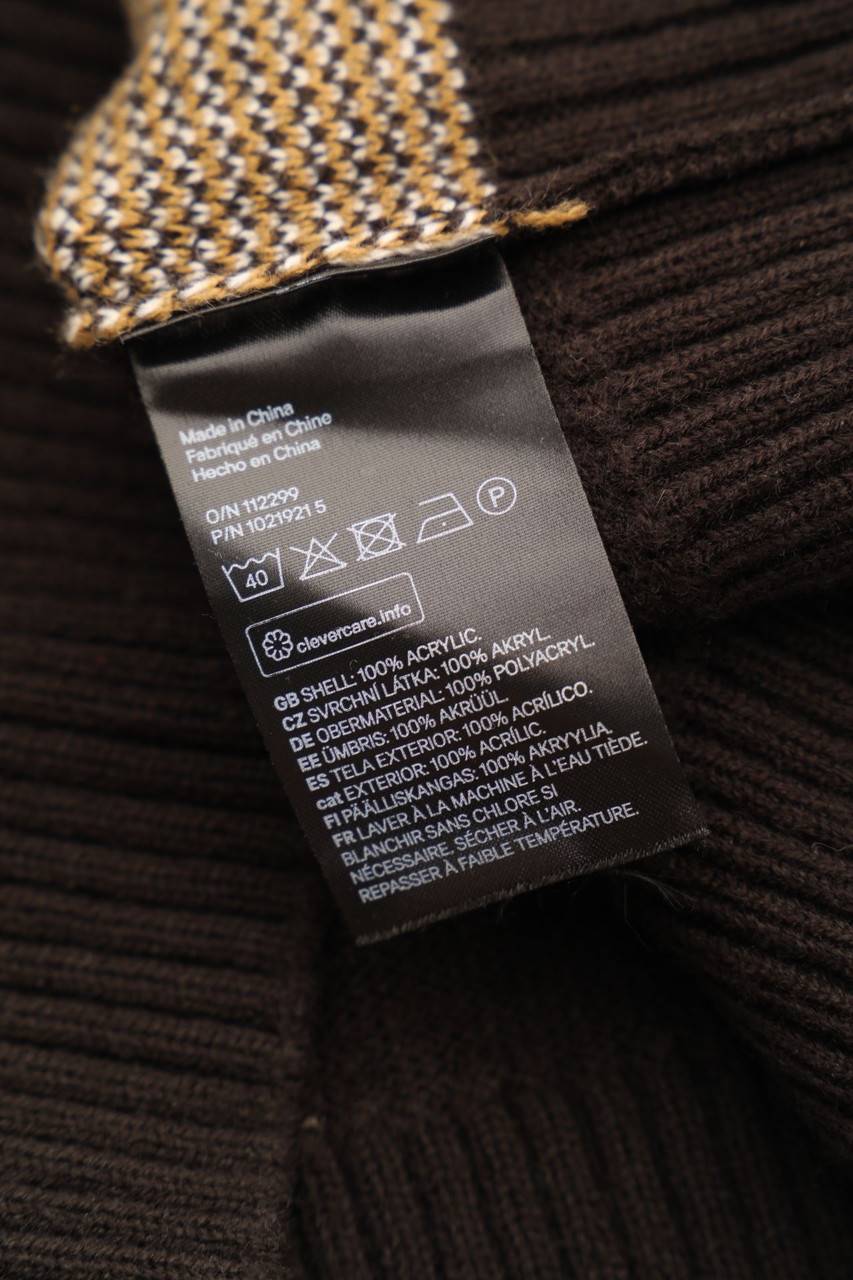 Made in China
Fabriqué en Chine
Hecho en China
O/N 112299
P/N 1021921 5
40
P
clevercare.info
GB SHELL: 100% ACRYLIC.
CZ SVRCHNÍ LÁTKA: 100% AKRYL.
DE OBERMATERIAL: 100% POLYACRYL.
EE ÜMBRIS: 100% AKRÜÜL.
ES TELA EXTERIOR: 100% ACRÍLICO.
cat EXTERIOR: 100% ACRÍLIC.
FI PÄÄLLISKANGAS: 100% AKRYYLIA.
FR LAVER À LA MACHINE À L'EAU TIÈDE.
BLANCHIR SANS CHLORE SI
NÉCESSAIRE. SÉCHER À L'AIR.
REPASSER À FAIBLE TEMPÉRATURE.